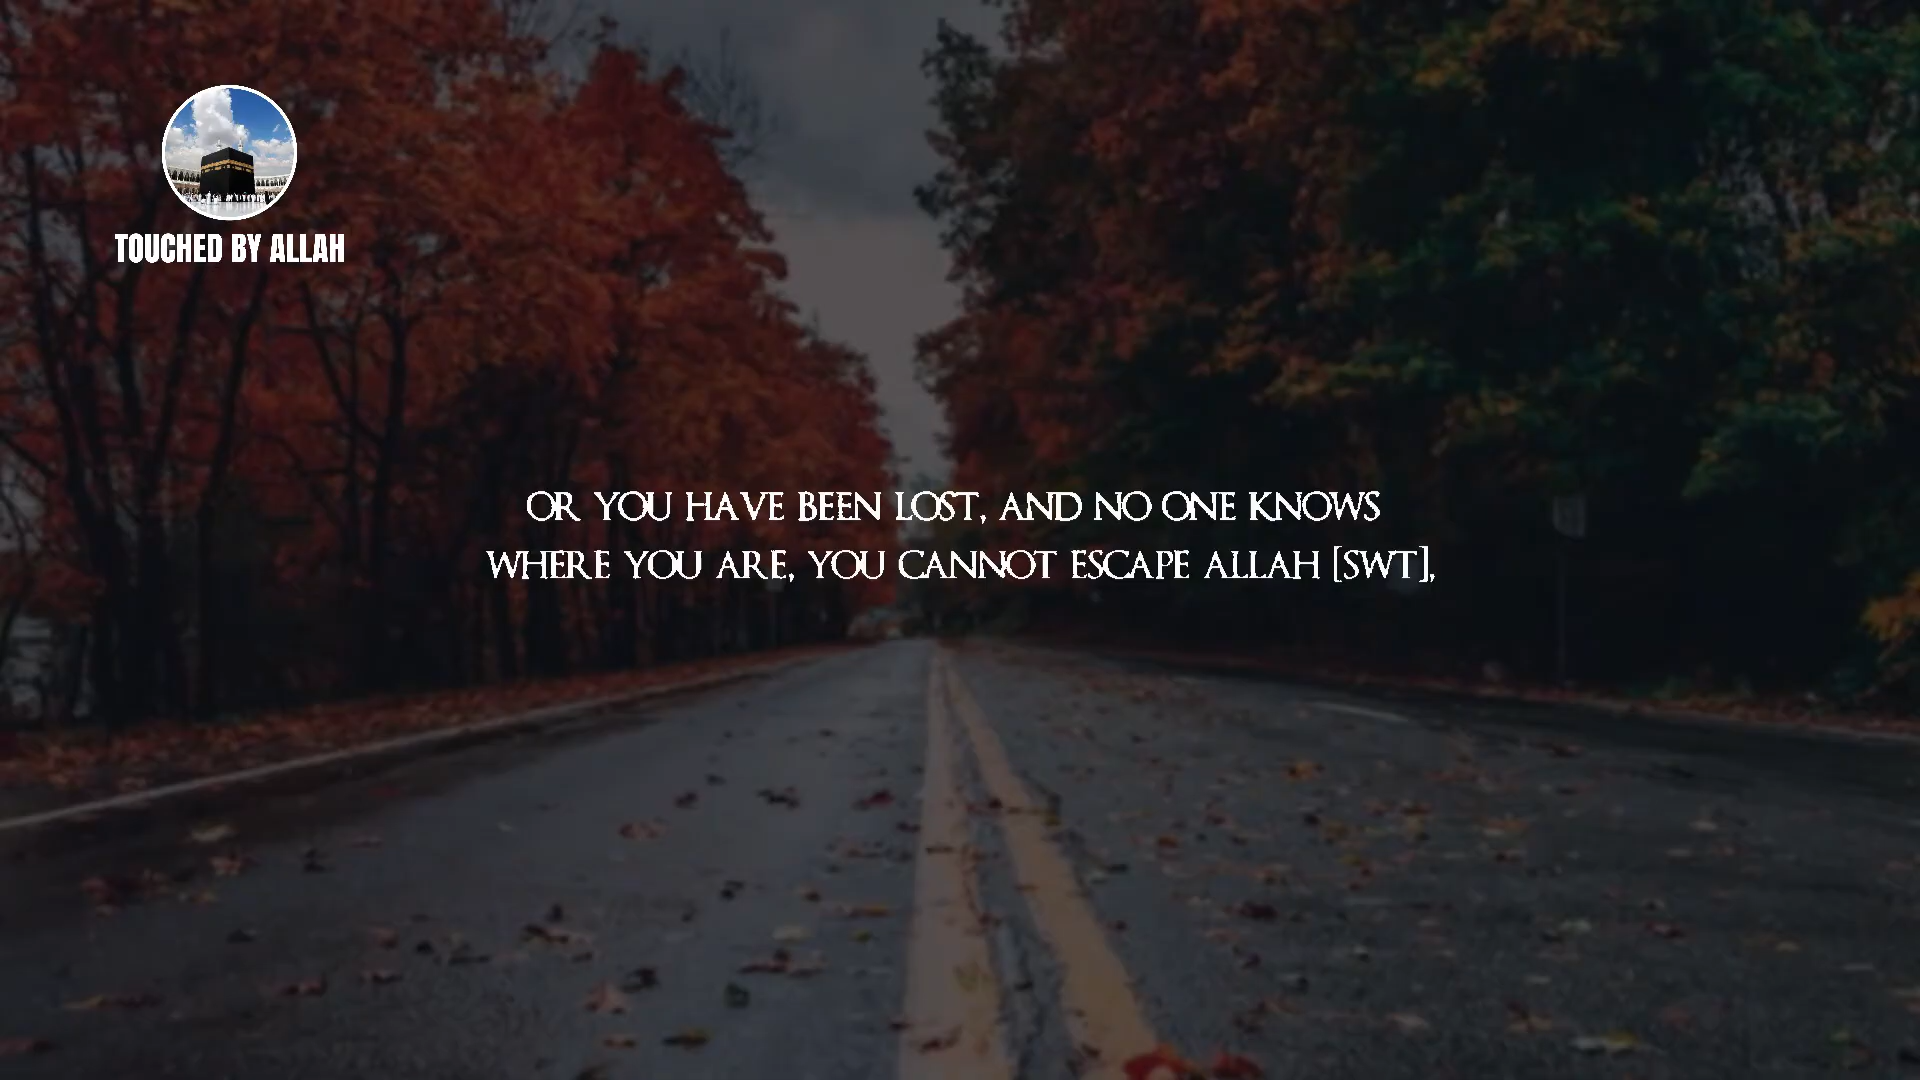 TOUCHED BY ALLAH
OR YOU HAVE BEEN LOST, AND NO ONE KNOWS
WHERE YOU ARE, YOU CANNOT ESCAPE ALLAH [SWT],